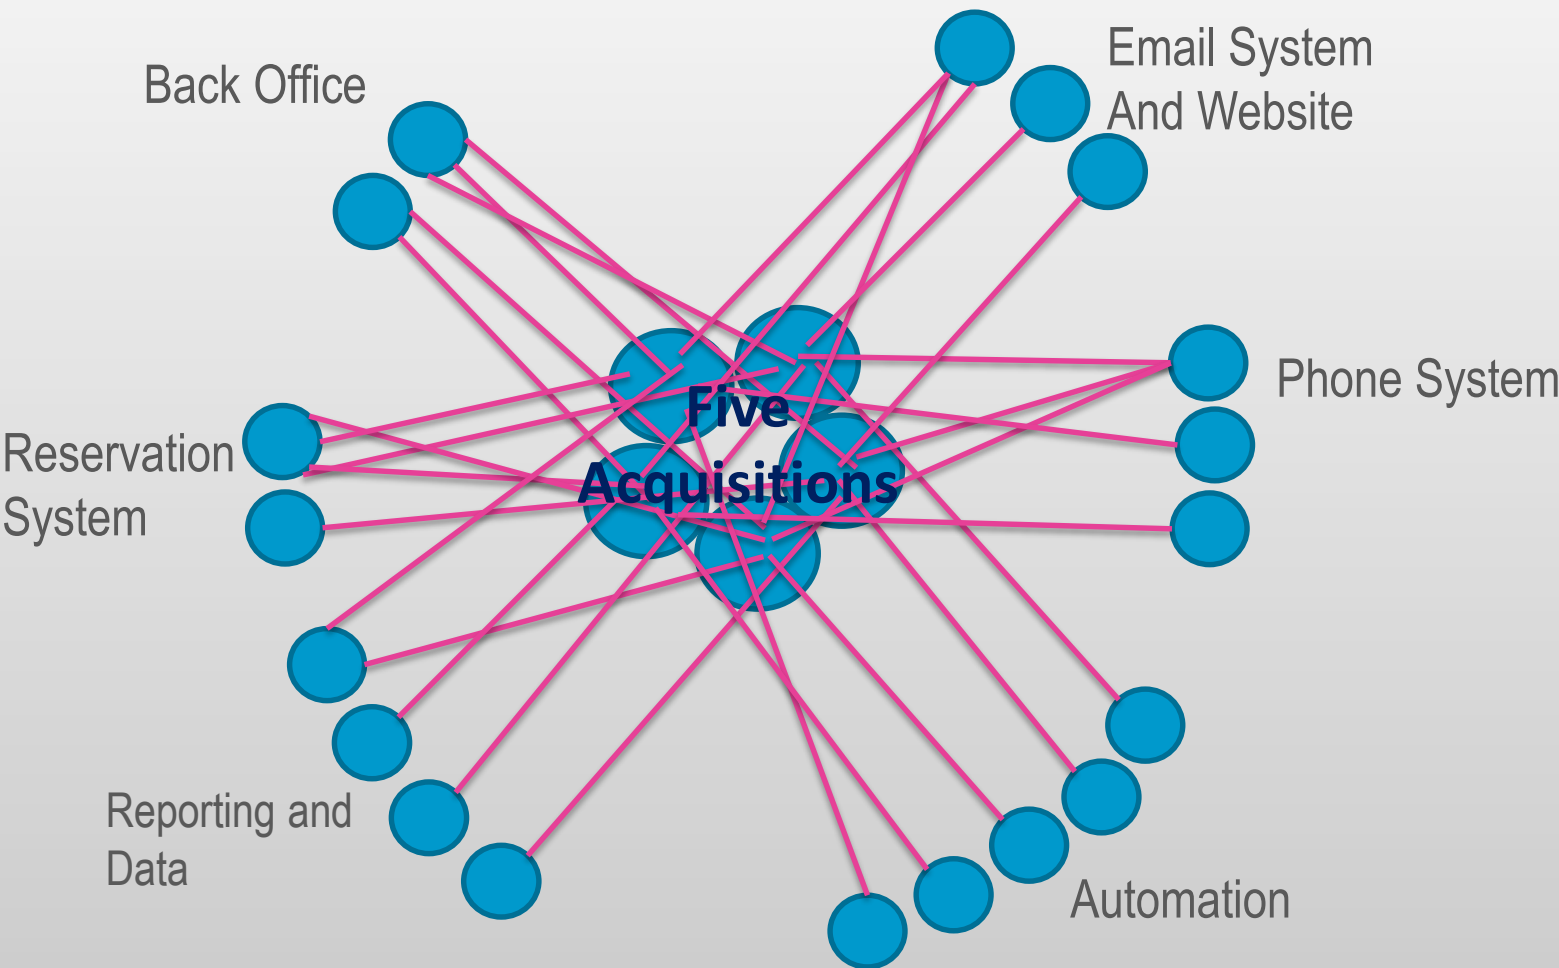 Back Office
Email System
And Website
Five
Acquisitions
Phone System
Reservation
System
Reporting and
Data
Automation